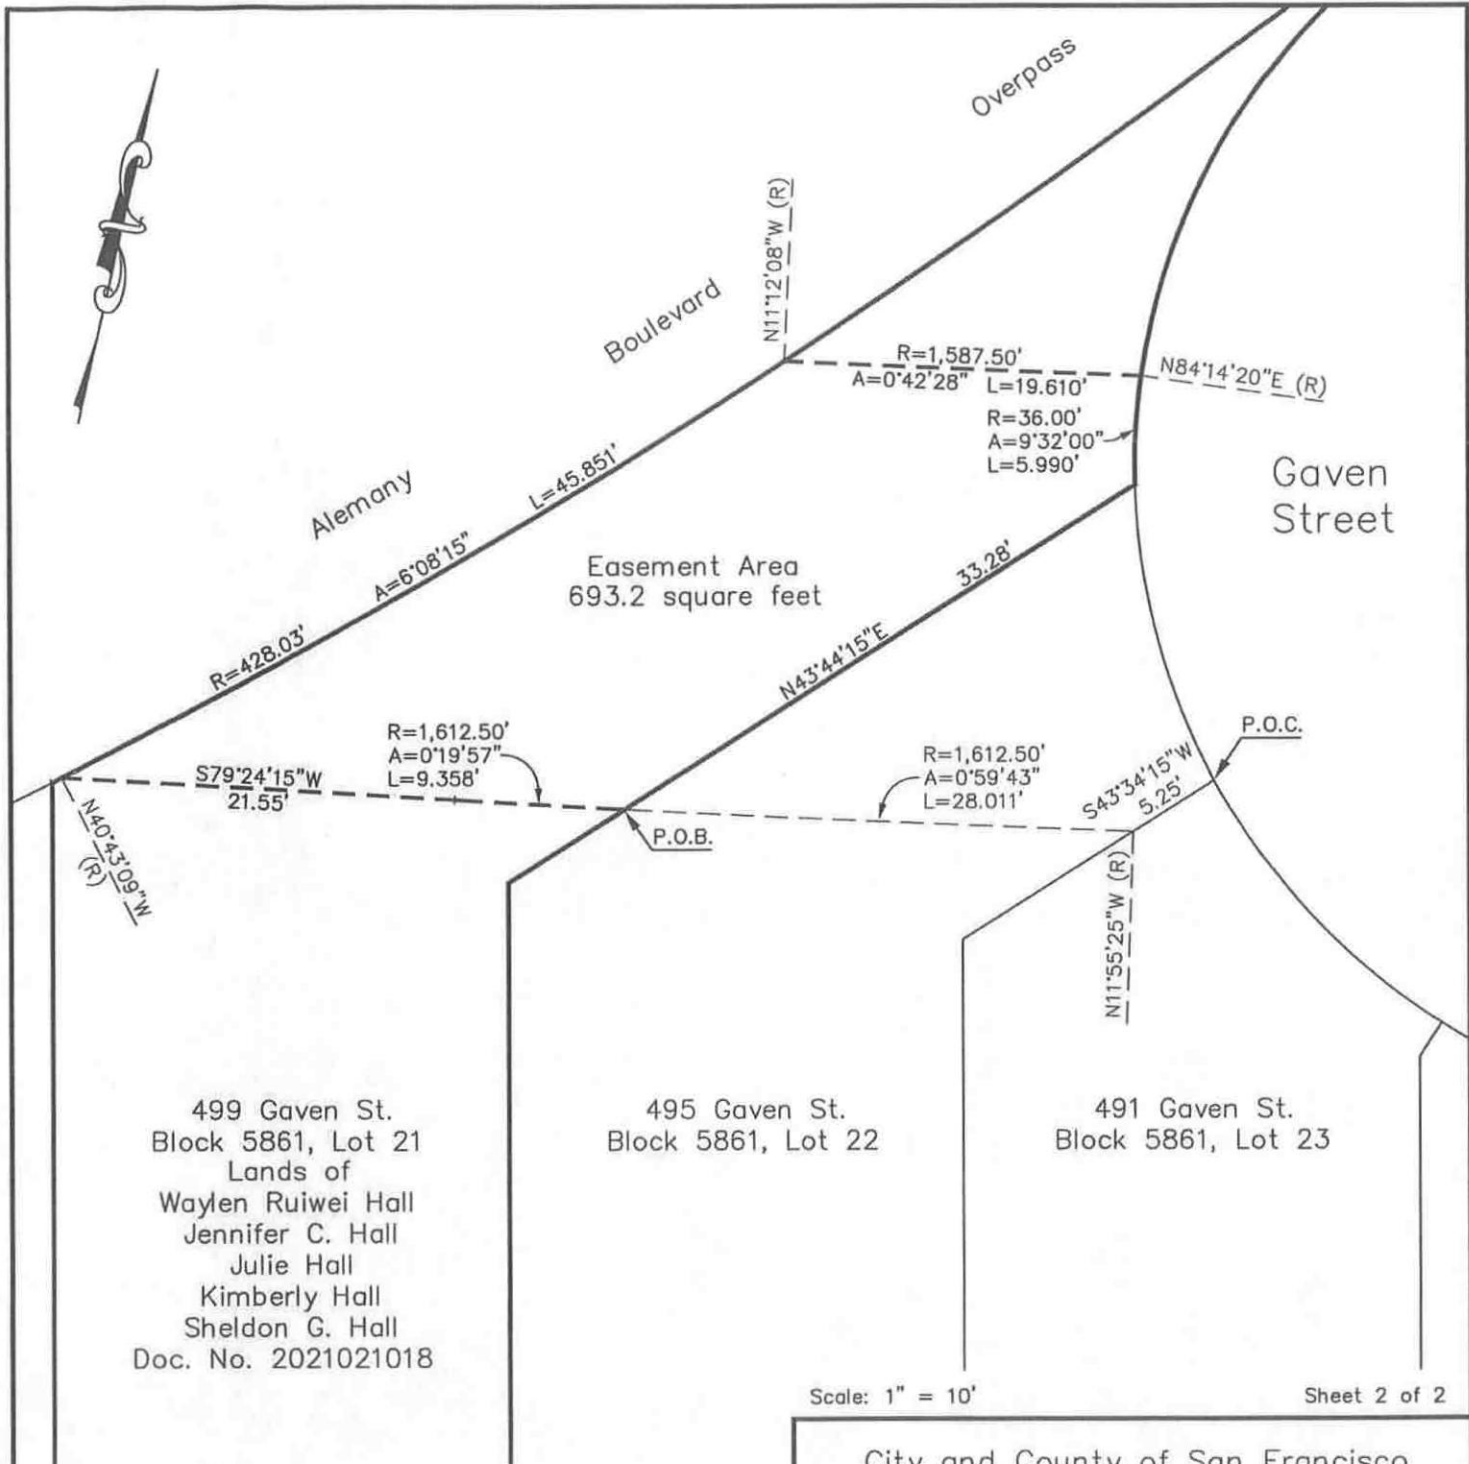 Overpass
N11°12'08"W (R)
Boulevard
R=1,587.50'
A=0°42'28" L=19.610'
N84°14'20"E (R)
R=36.00'
A=9°32'00"
L=5.990'
Gaven
Street
Alemany
L=45.851'
A=6°08'15"
R=428.03'
Easement Area
693.2 square feet
33.28'
N43°44'15"E
R=1,612.50'
A=0°19'57"
L=9.358'
S79°24'15"W
21.55'
N40°43'09"W
(R)
R=1,612.50'
A=0°59'43"
L=28.011'
S43°34'15"W
5.25'
P.O.C.
P.O.B.
N11°55'25"W (R)
499 Gaven St.
Block 5861, Lot 21
Lands of
Waylen Ruiwei Hall
Jennifer C. Hall
Julie Hall
Kimberly Hall
Sheldon G. Hall
Doc. No. 2021021018
495 Gaven St.
Block 5861, Lot 22
491 Gaven St.
Block 5861, Lot 23
Scale: 1" = 10'
Sheet 2 of 2
City and County of San Francisco